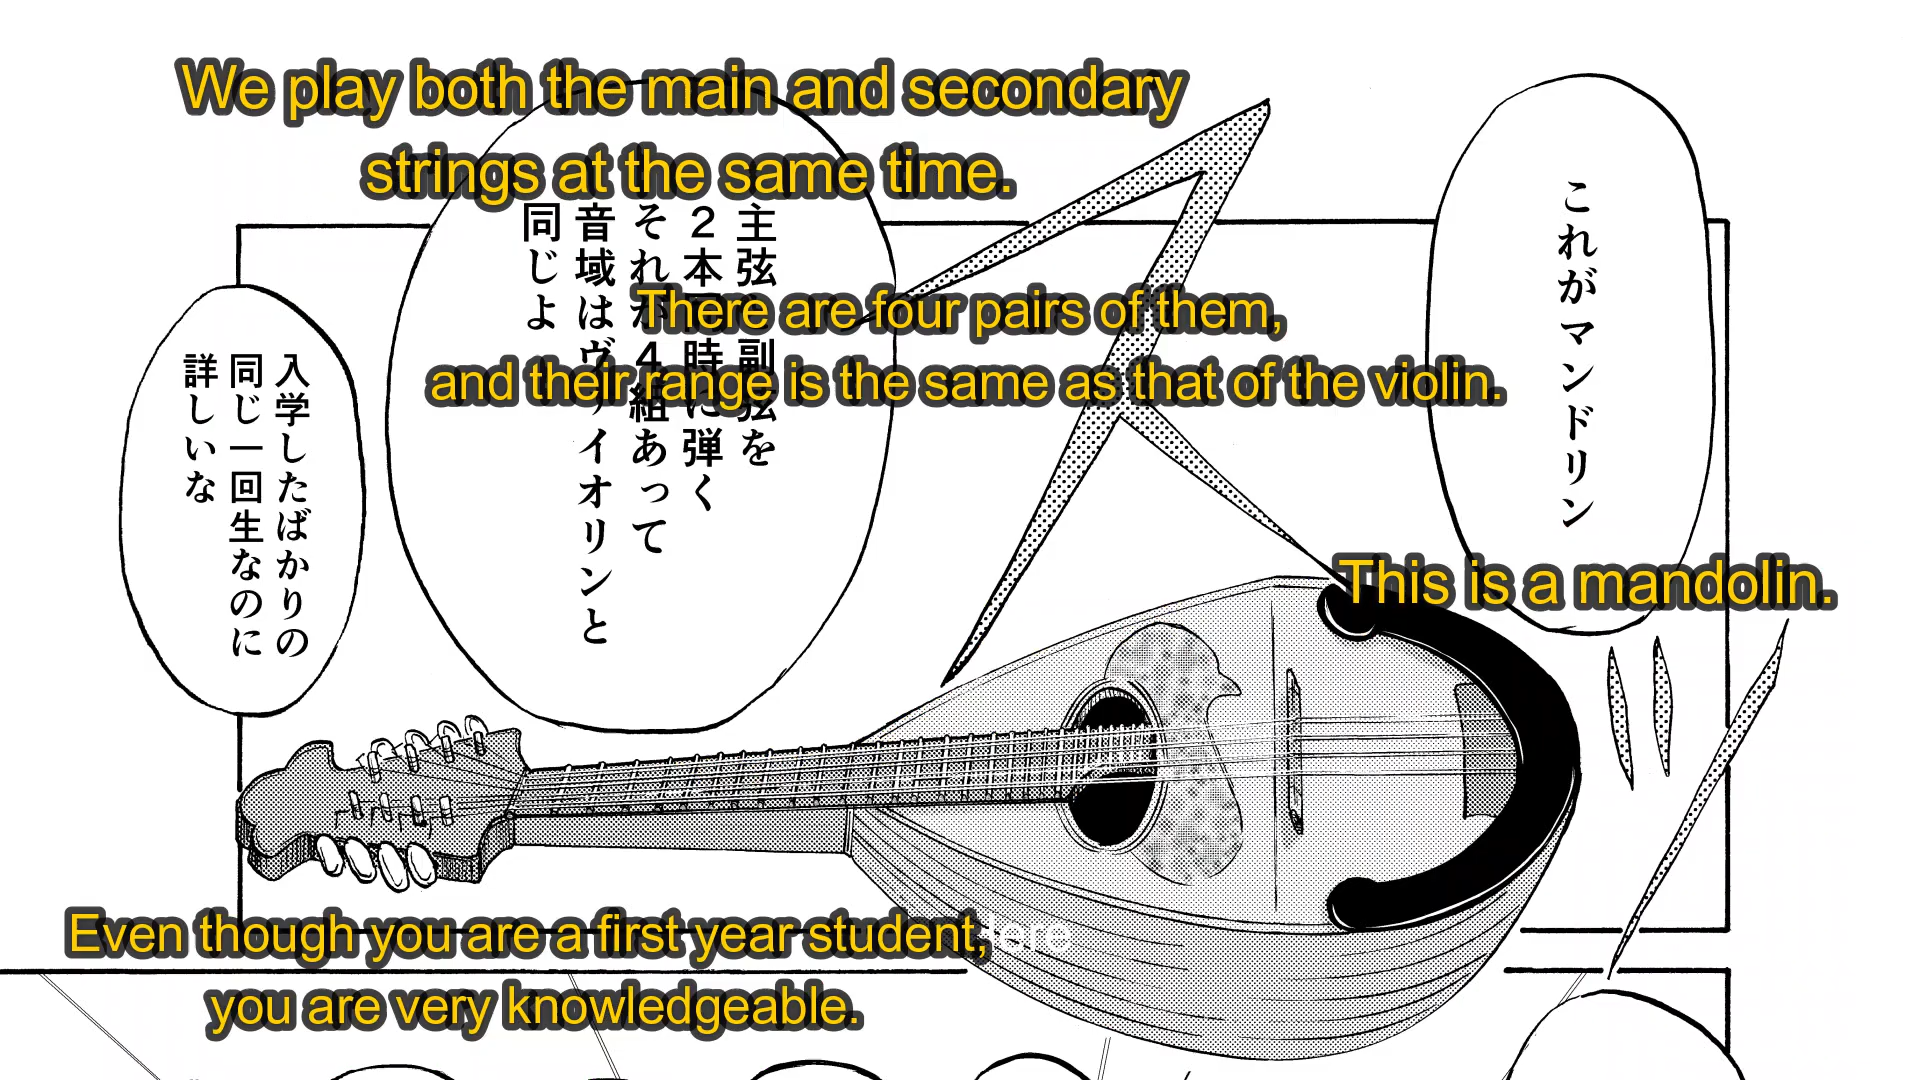 これがマンドリン
This is a mandolin.
We play both the main and secondary
strings at the same time.
There are four pairs of them,
and their range is the same as that of the violin.
主弦 副弦を
2本 時に弾く
それが4組あって
音域はヴァイオリンと
同じよ
入学したばかりの
同じ一回生なのに
詳しいな
Even though you are a first year student,
you are very knowledgeable.